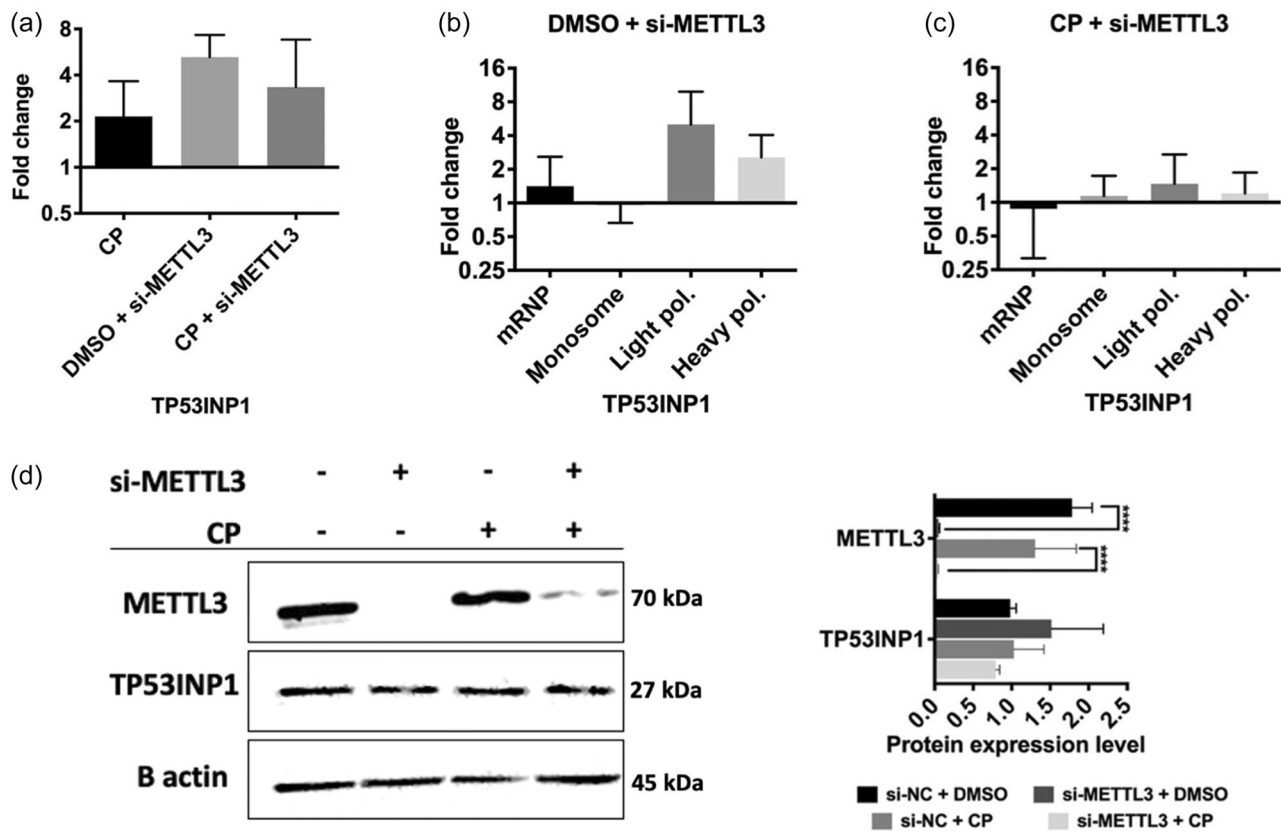 (a)
8
4
2
1
0.5
Fold change
CP
DMSO + si-METTL3
CP + si-METTL3
TP53INP1
(b)
DMSO + si-METTL3
16
8
4
2
1
0.5
0.25
Fold change
mRNP
Monosome
Light pol.
Heavy pol.
TP53INP1
(c)
CP + si-METTL3
16
8
4
2
1
0.5
0.25
Fold change
mRNP
Monosome
Light pol.
Heavy pol.
TP53INP1
(d)
si-METTL3 - + - +
CP - - + +
METTL3 70 kDa
TP53INP1 27 kDa
B actin 45 kDa
METTL3
****
****
TP53INP1
0.0 0.5 1.0 1.5 2.0 2.5
Protein expression level
si-NC + DMSO si-METTL3 + DMSO
si-NC + CP si-METTL3 + CP